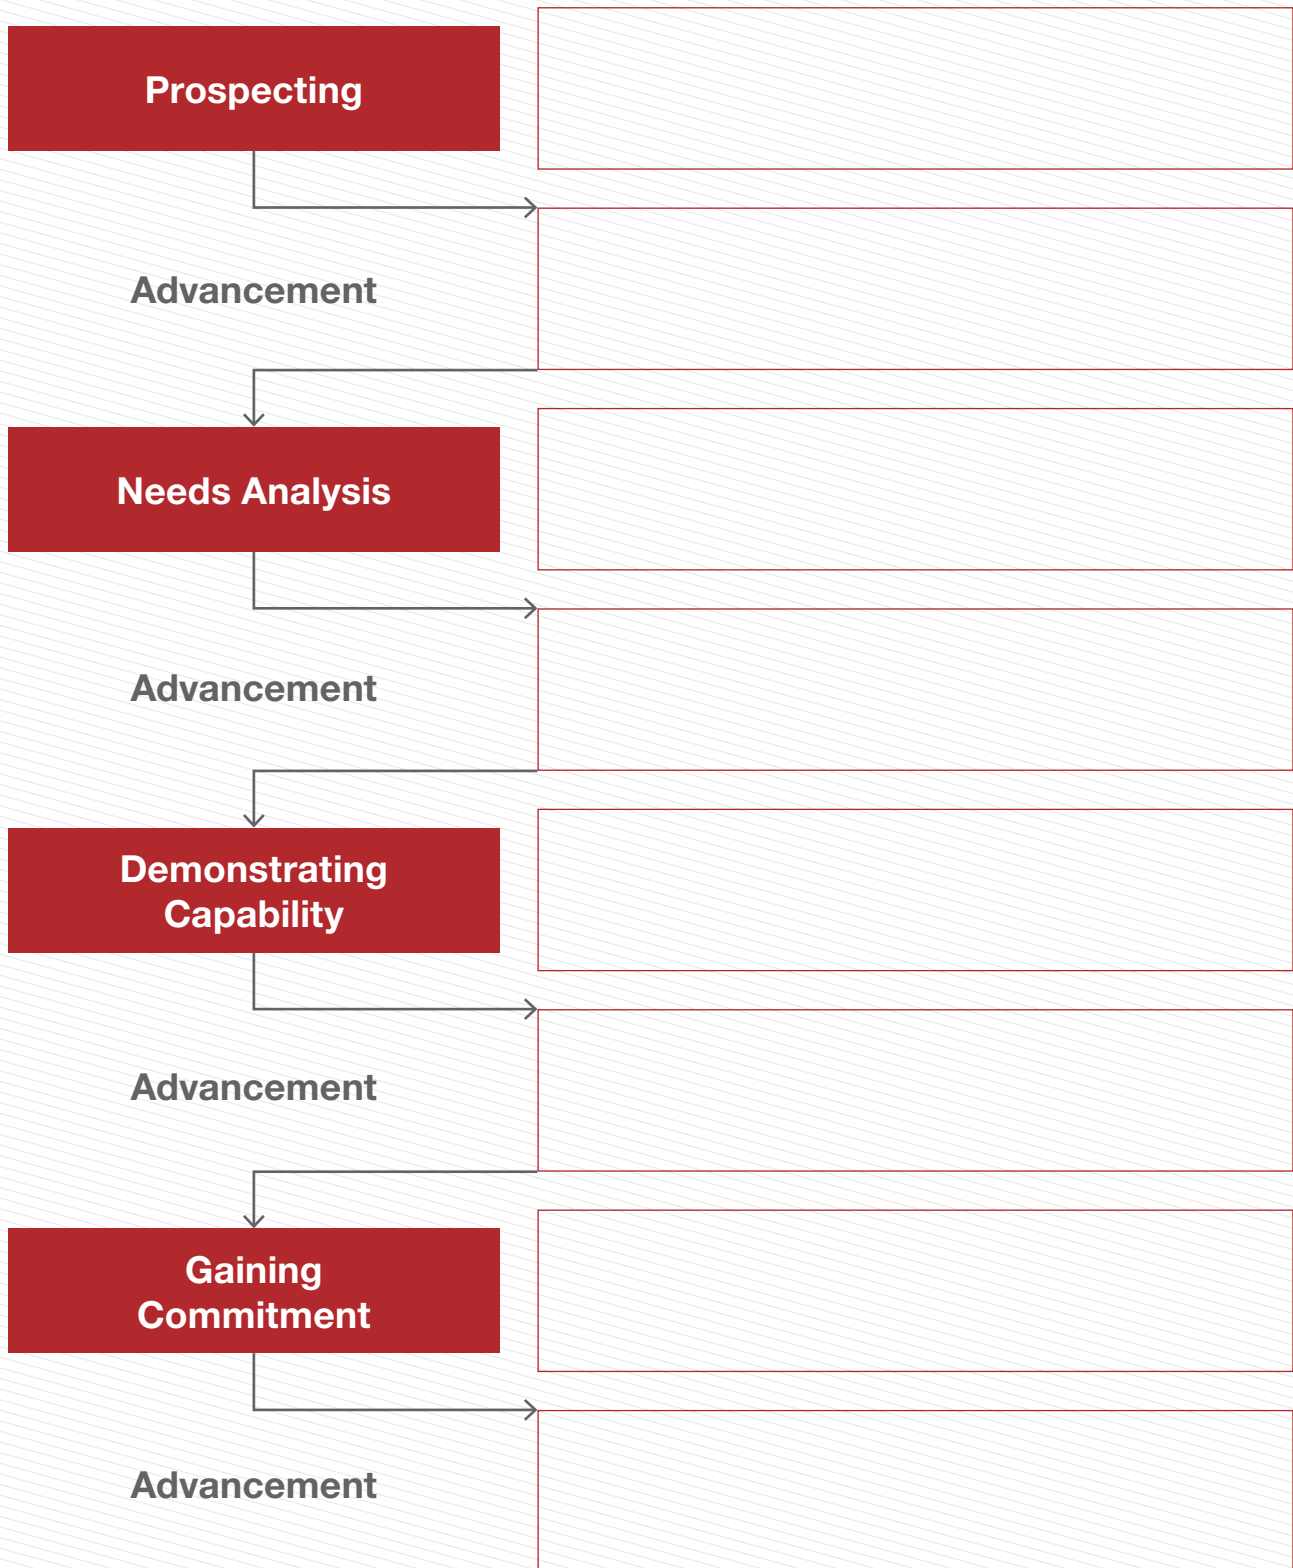 Prospecting
Advancement
Needs Analysis
Advancement
Demonstrating
Capability
Advancement
Gaining
Commitment
Advancement